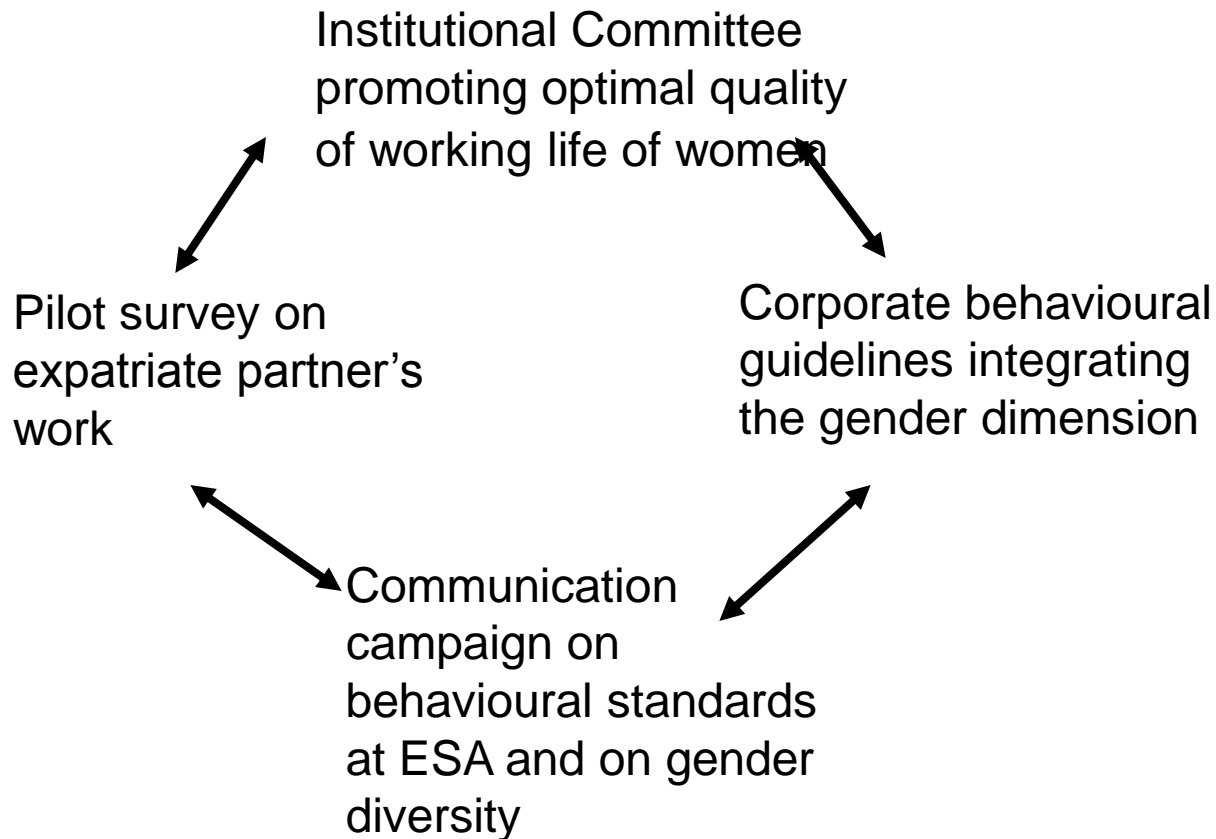 Institutional Committee
promoting optimal quality
of working life of women
Pilot survey on
expatriate partner’s
work
Corporate behavioural
guidelines integrating
the gender dimension
Communication
campaign on
behavioural standards
at ESA and on gender
diversity